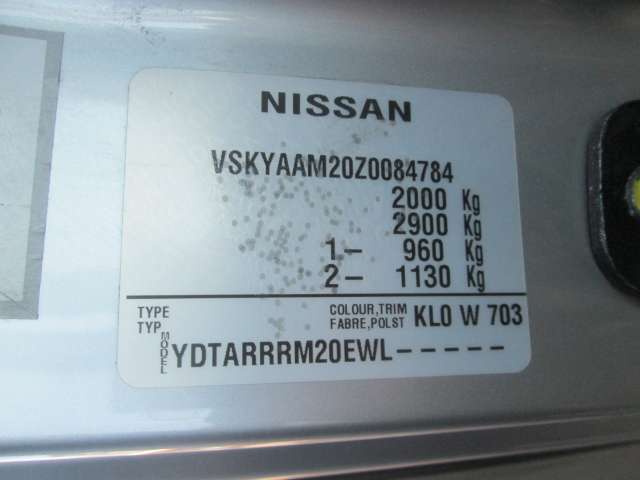 NISSAN
VSKYAAM20Z0084784
2000 Kg
2900 Kg
1- 960 Kg
2- 1130 Kg
TYPE COLOUR,TRIM KL0 W 703
TYP FABRE,POLST
MODEL YDTARRRM20EWL-----